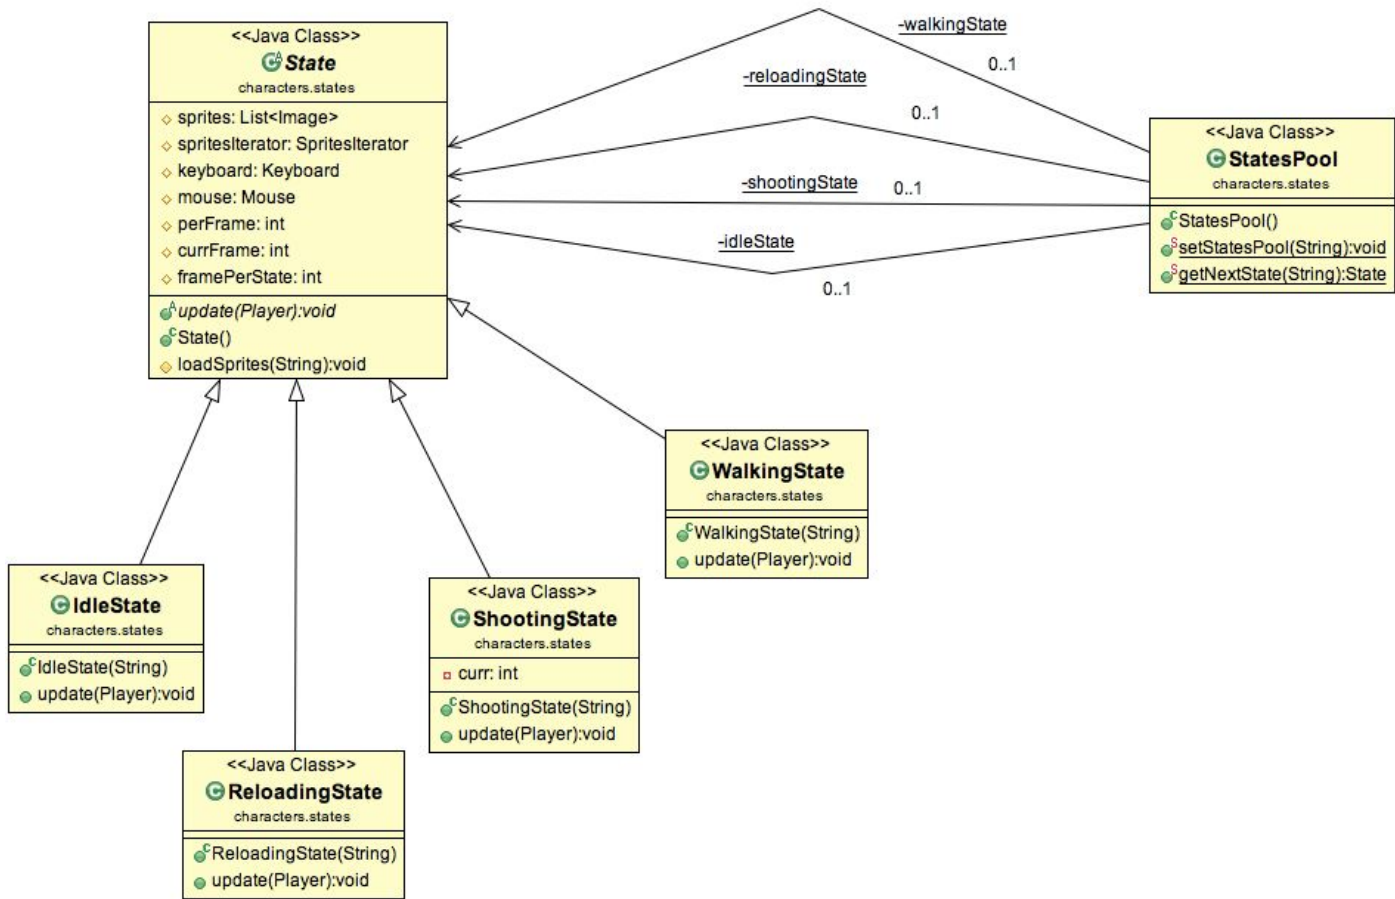 <<Java Class>>
State
characters.states
sprites: List<Image>
spritesIterator: SpritesIterator
keyboard: Keyboard
mouse: Mouse
perFrame: int
currFrame: int
framePerState: int
update(Player):void
State()
loadSprites(String):void
-walkingState
0..1
-reloadingState
0..1
-shootingState
0..1
-idleState
0..1
<<Java Class>>
StatesPool
characters.states
StatesPool()
setStatesPool(String):void
getNextState(String):State
<<Java Class>>
WalkingState
characters.states
WalkingState(String)
update(Player):void
<<Java Class>>
IdleState
characters.states
IdleState(String)
update(Player):void
<<Java Class>>
ShootingState
characters.states
curr: int
ShootingState(String)
update(Player):void
<<Java Class>>
ReloadingState
characters.states
ReloadingState(String)
update(Player):void